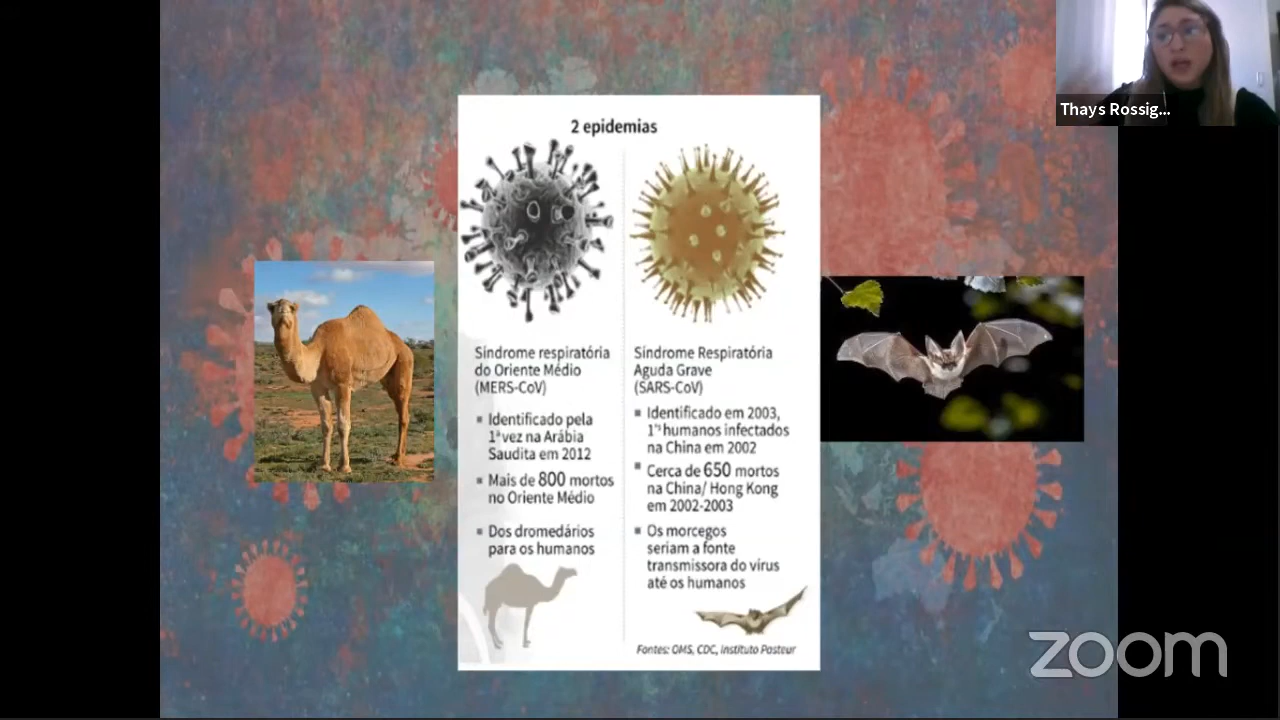 Thays Rossig...
2 epidemias
Síndrome respiratória
do Oriente Médio
(MERS-CoV)
Identificado pela
1ª vez na Arábia
Saudita em 2012
Mais de 800 mortos
no Oriente Médio
Dos dromedários
para os humanos
Síndrome Respiratória
Aguda Grave
(SARS-CoV)
Identificado em 2003,
1ºˢ humanos infectados
na China em 2002
Cerca de 650 mortos
na China/ Hong Kong
em 2002-2003
Os morcegos
seriam a fonte
transmissora do vírus
até os humanos
Fontes: OMS, CDC, Instituto Pasteur
zoom